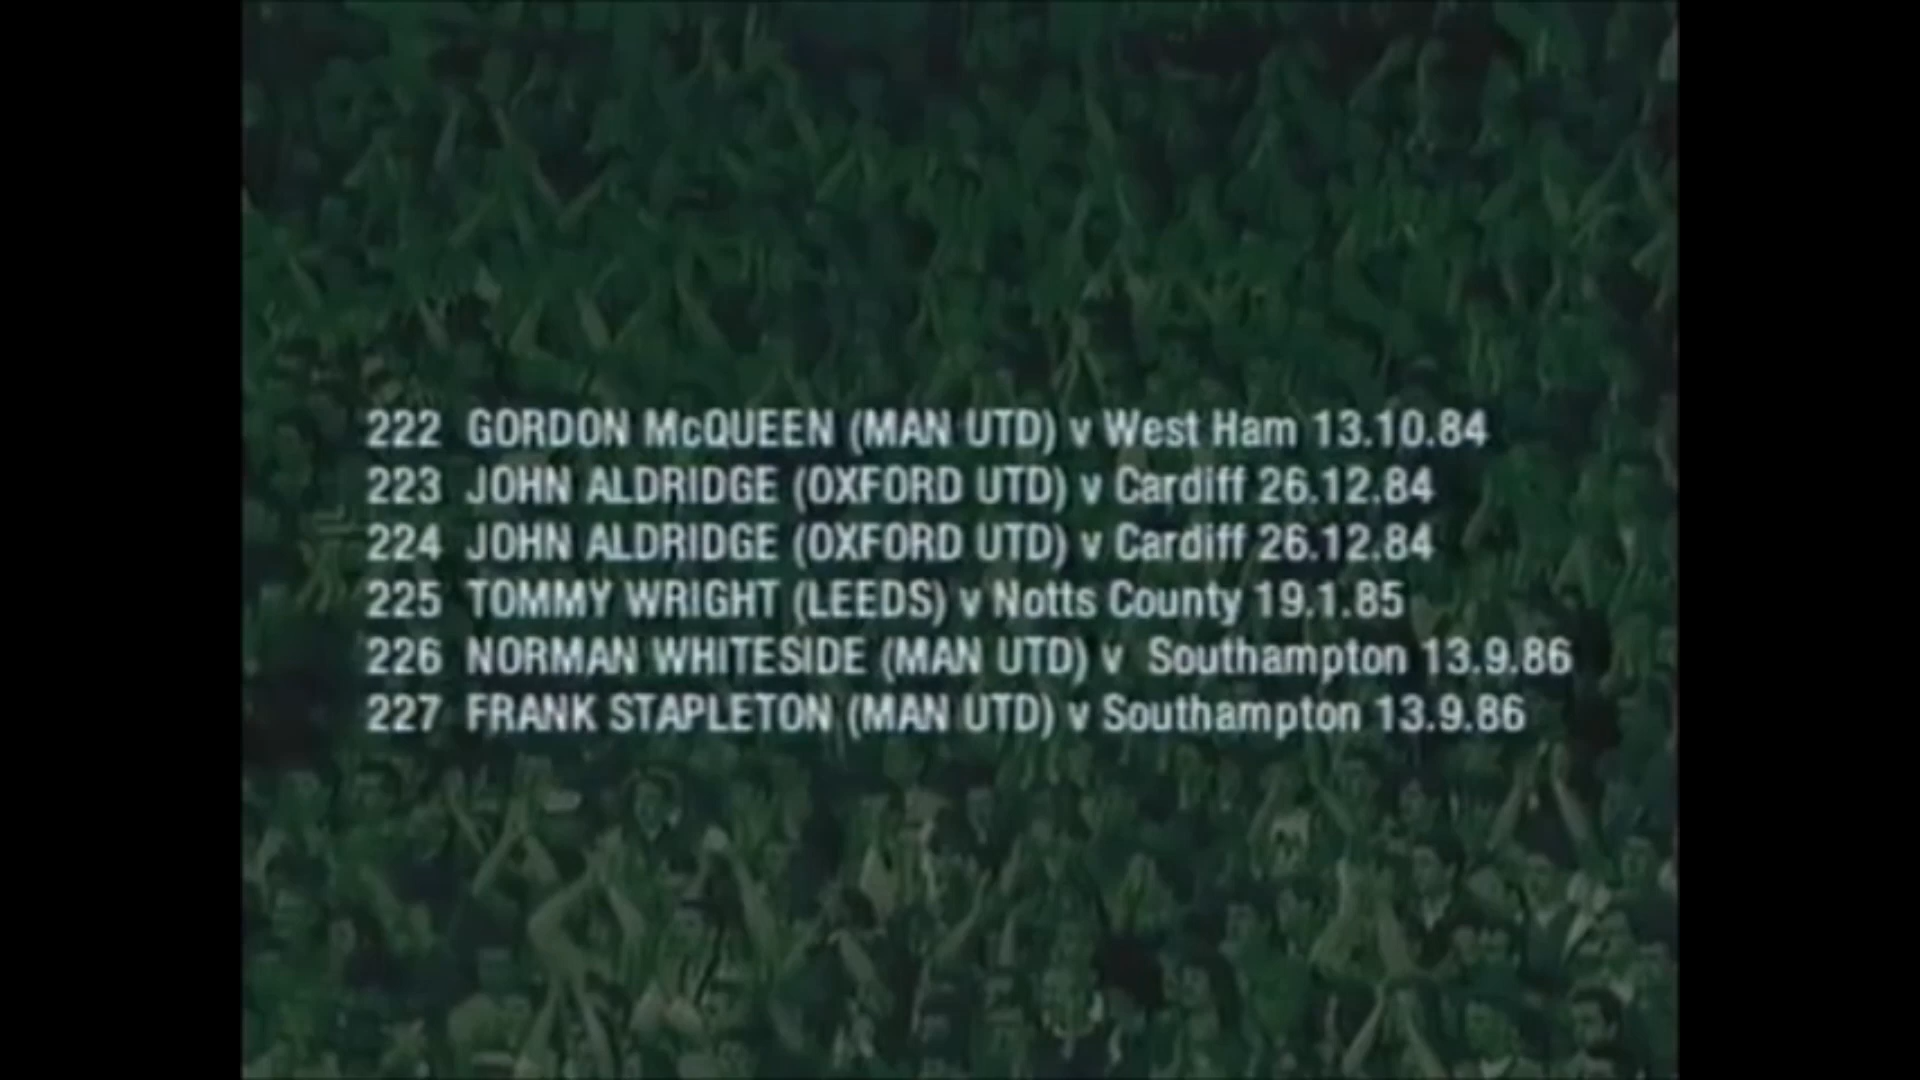 222 GORDON McQUEEN (MAN UTD) v West Ham 13.10.84
223 JOHN ALDRIDGE (OXFORD UTD) v Cardiff 26.12.84
224 JOHN ALDRIDGE (OXFORD UTD) v Cardiff 26.12.84
225 TOMMY WRIGHT (LEEDS) v Notts County 19.1.85
226 NORMAN WHITESIDE (MAN UTD) v Southampton 13.9.86
227 FRANK STAPLETON (MAN UTD) v Southampton 13.9.86